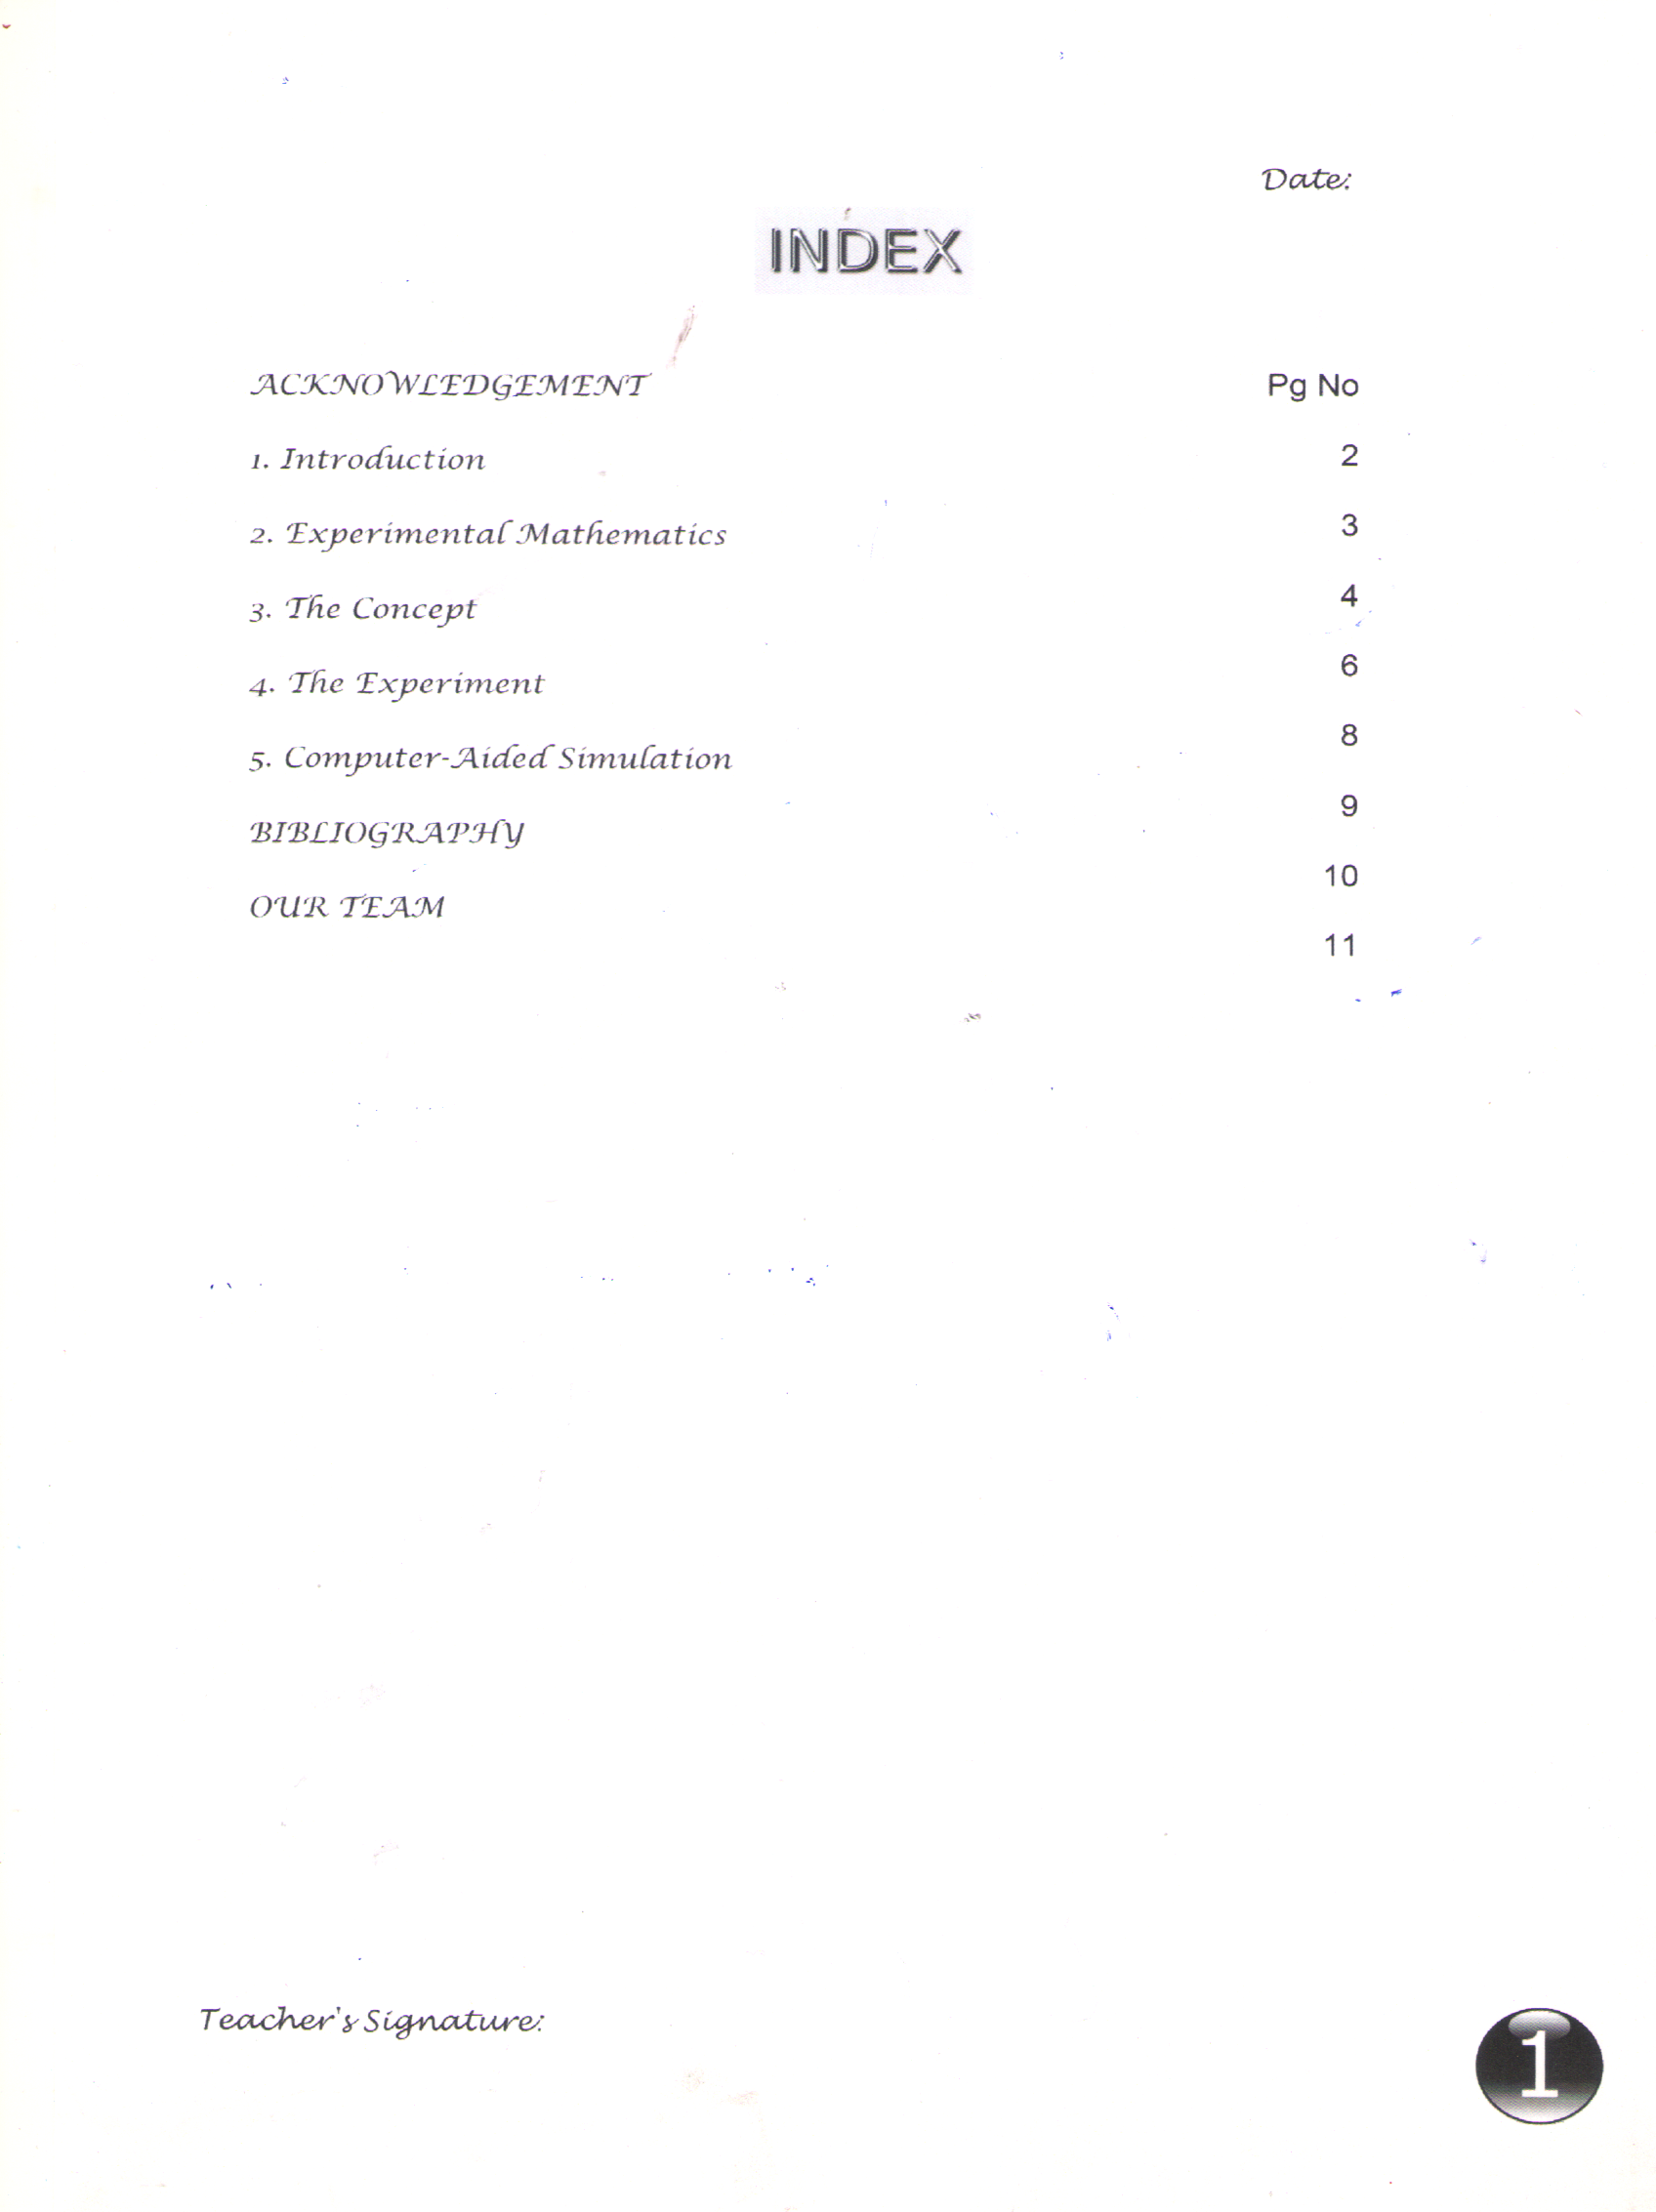 Date:
INDEX
ACKNOWLEDGEMENT Pg No
1. Introduction 2
2. Experimental Mathematics 3
3. The Concept 4
4. The Experiment 6
5. Computer-Aided Simulation 8
BIBLIOGRAPHY 9
OUR TEAM 10
11
Teacher's Signature:
1